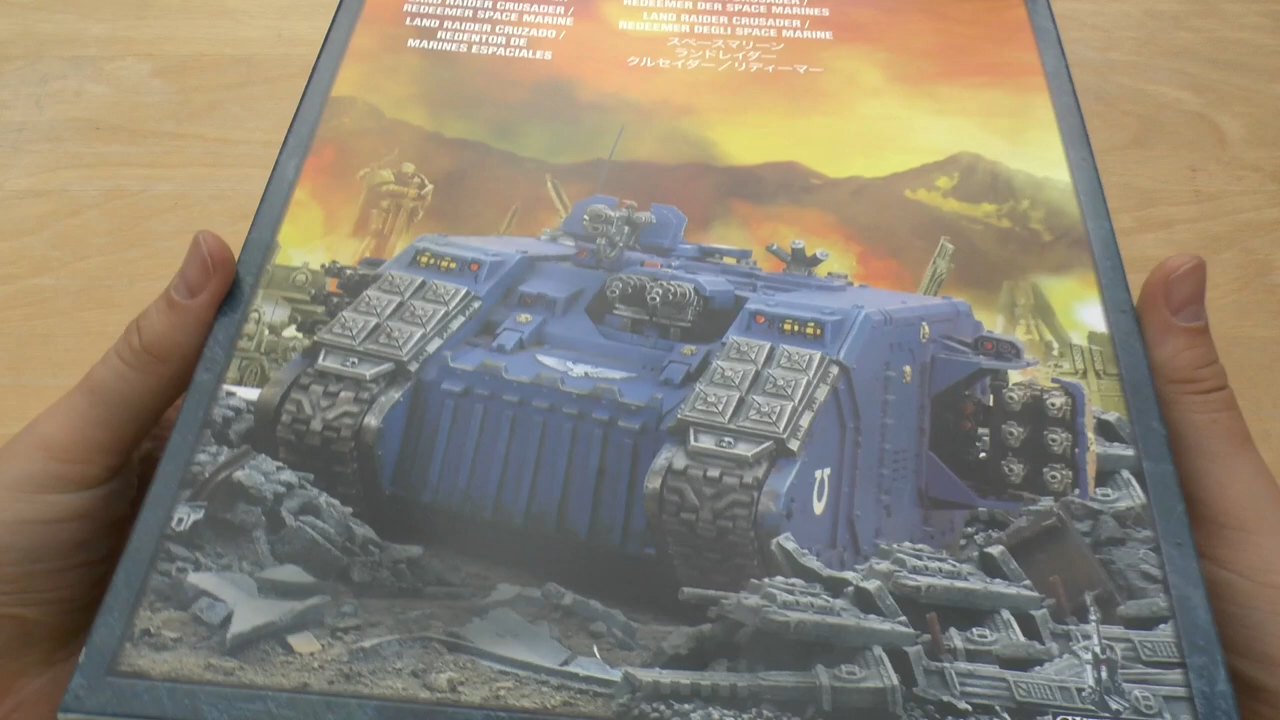 LAND RAIDER CRUSADER /
REDEEMER SPACE MARINE
LAND RAIDER CRUZADO /
REDENTOR DE
MARINES ESPACIALES
REDEEMER DER SPACE MARINES
LAND RAIDER CRUSADER /
REDEEMER DEGLI SPACE MARINE
スペースマリーン
ランドレイダー
クルセイダー/リディーマー